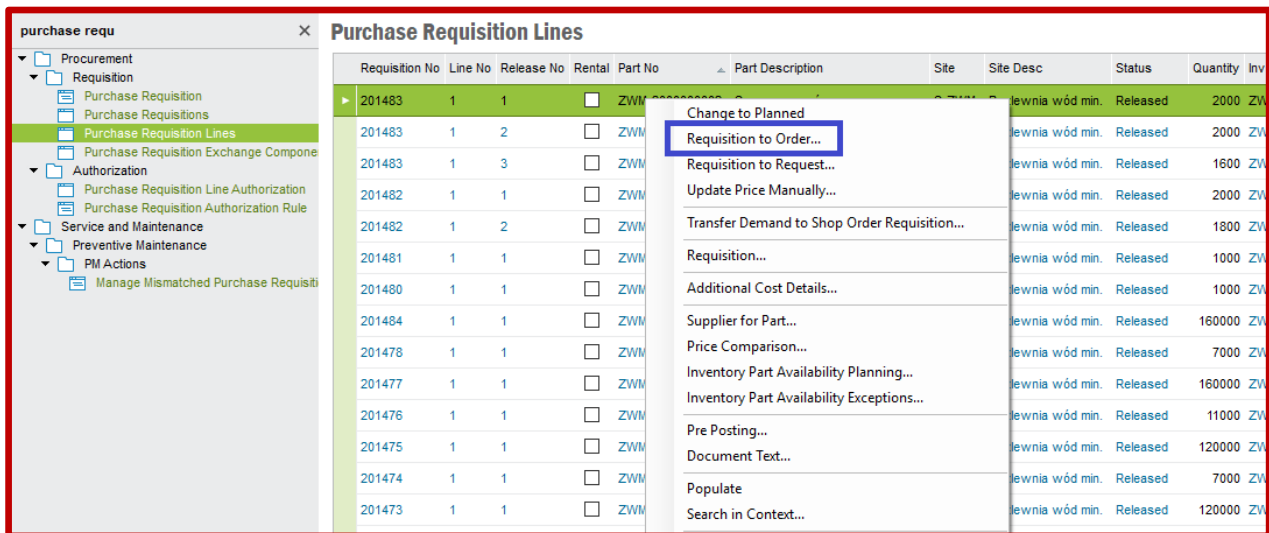 purchase requ ×
Procurement
Requisition
Purchase Requisition
Purchase Requisitions
Purchase Requisition Lines
Purchase Requisition Exchange Compone
Authorization
Purchase Requisition Line Authorization
Purchase Requisition Authorization Rule
Service and Maintenance
Preventive Maintenance
PM Actions
Manage Mismatched Purchase Requisiti
Purchase Requisition Lines
Requisition No Line No Release No Rental Part No Part Description Site Site Desc Status Quantity Inv
201483 1 1 ZWM lewnia wód min. Released 2000 ZW
201483 1 2 ZWM lewnia wód min. Released 2000 ZW
201483 1 3 ZWM lewnia wód min. Released 1600 ZW
201482 1 1 ZWM lewnia wód min. Released 2000 ZW
201482 1 2 ZWM lewnia wód min. Released 1800 ZW
201481 1 1 ZWM lewnia wód min. Released 1000 ZW
201480 1 1 ZWM lewnia wód min. Released 1000 ZW
201484 1 1 ZWM lewnia wód min. Released 160000 ZW
201478 1 1 ZWM lewnia wód min. Released 7000 ZW
201477 1 1 ZWM lewnia wód min. Released 160000 ZW
201476 1 1 ZWM lewnia wód min. Released 11000 ZW
201475 1 1 ZWM lewnia wód min. Released 120000 ZW
201474 1 1 ZWM lewnia wód min. Released 7000 ZW
201473 1 1 ZWM lewnia wód min. Released 120000 ZW
Change to Planned
Requisition to Order...
Requisition to Request...
Update Price Manually...
Transfer Demand to Shop Order Requisition...
Requisition...
Additional Cost Details...
Supplier for Part...
Price Comparison...
Inventory Part Availability Planning...
Inventory Part Availability Exceptions...
Pre Posting...
Document Text...
Populate
Search in Context...